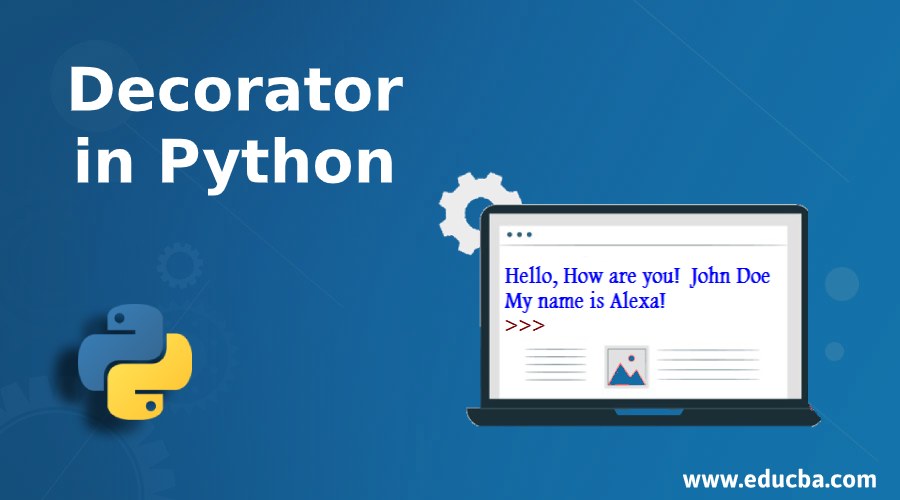 Decorator
in Python
Hello, How are you!  John Doe
My name is Alexa!
>>>
www.educba.com